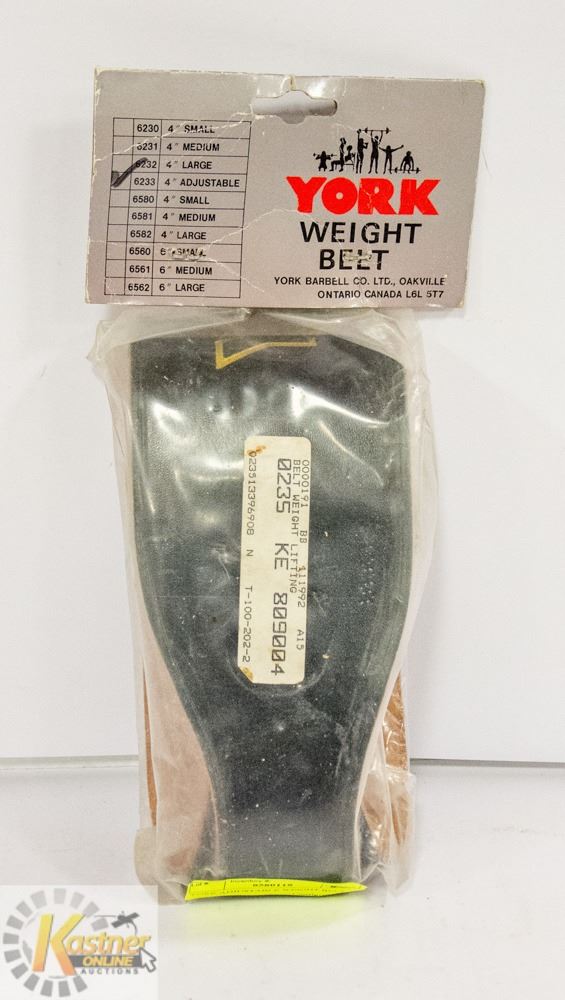 6230 4" SMALL
6231 4" MEDIUM
6232 4" LARGE
6233 4" ADJUSTABLE
6580 4" SMALL
6581 4" MEDIUM
6582 4" LARGE
6560 6" SMALL
6561 6" MEDIUM
6562 6" LARGE
YORK
WEIGHT
BELT
YORK BARBELL CO. LTD., OAKVILLE
ONTARIO CANADA L6L 5T7
0000191 BB 111992 A15
BELT WEIGHT LIFTING
0235 KE 809004
023513396908 N T-100-202-2
Lot #: Inventory #:
Kastner
ONLINE
AUCTIONS